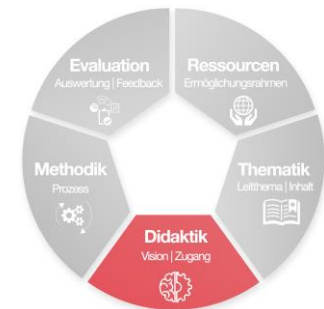 Evaluation
Auswertung | Feedback
Ressourcen
Ermöglichungsrahmen
Methodik
Prozess
Thematik
Leitthema | Inhalt
Didaktik
Vision | Zugang